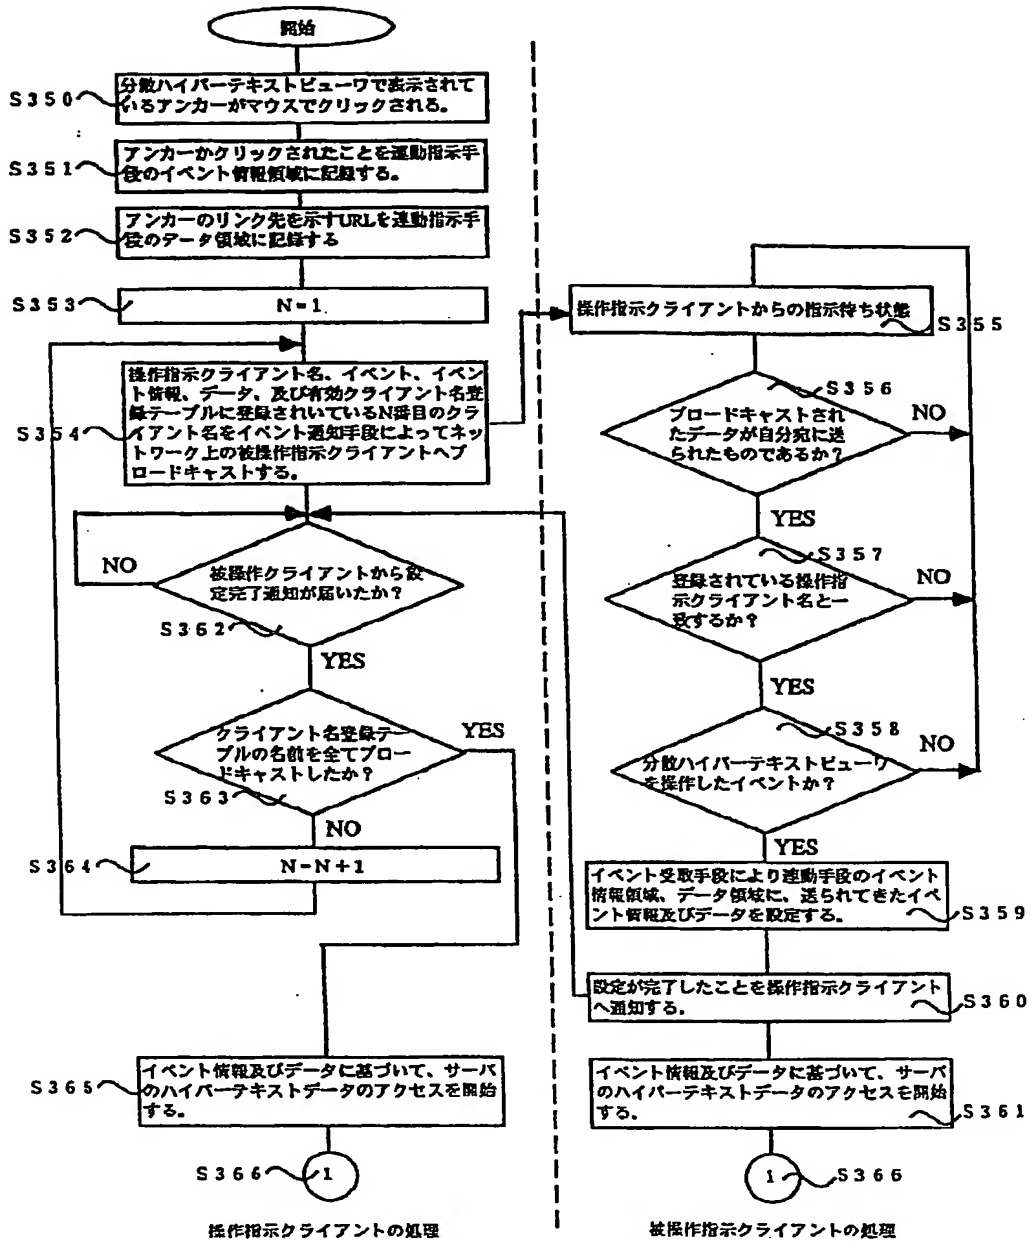 開始
S350
分散ハイパーテキストビューワで表示されて
いるアンカーがマウスでクリックされる。
S351
アンカーかクリックされたことを連動指示手
段のイベント情報領域に記録する。
S352
アンカーのリンク先を示すURLを連動指示手
段のデータ領域に記録する
S353
N=1
S354
操作指示クライアント名、イベント、イベン
ト情報、データ、及び有効クライアント名登
録テーブルに登録されいているN番目のクラ
イアント名をイベント通知手段によってネッ
トワーク上の被操作指示クライアントへブ
ロードキャストする。
NO
被操作クライアントから設
定完了通知が届いたか?
S362
YES
クライアント名登録テー
ブルの名前を全てブロー
ドキャストしたか?
S363
YES
NO
S364
N=N+1
S365
イベント情報及びデータに基づいて、サーバ
のハイパーテキストデータのアクセスを開始
する。
S366
1
操作指示クライアントの処理
操作指示クライアントからの指示待ち状態
S355
S356
ブロードキャストされ
たデータが自分宛に送
られたものであるか?
NO
YES
S357
登録されている操作指
示クライアント名と一
致するか?
NO
YES
S358
分散ハイパーテキストビューワ
を操作したイベントか?
NO
YES
イベント受取手段により連動手段のイベント
情報領域、データ領域に、送られてきたイベ
ント情報及びデータを設定する。
S359
設定が完了したことを操作指示クライアント
へ通知する。
S360
イベント情報及びデータに基づいて、サーバ
のハイパーテキストデータのアクセスを開始
する。
S361
1
S366
被操作指示クライアントの処理